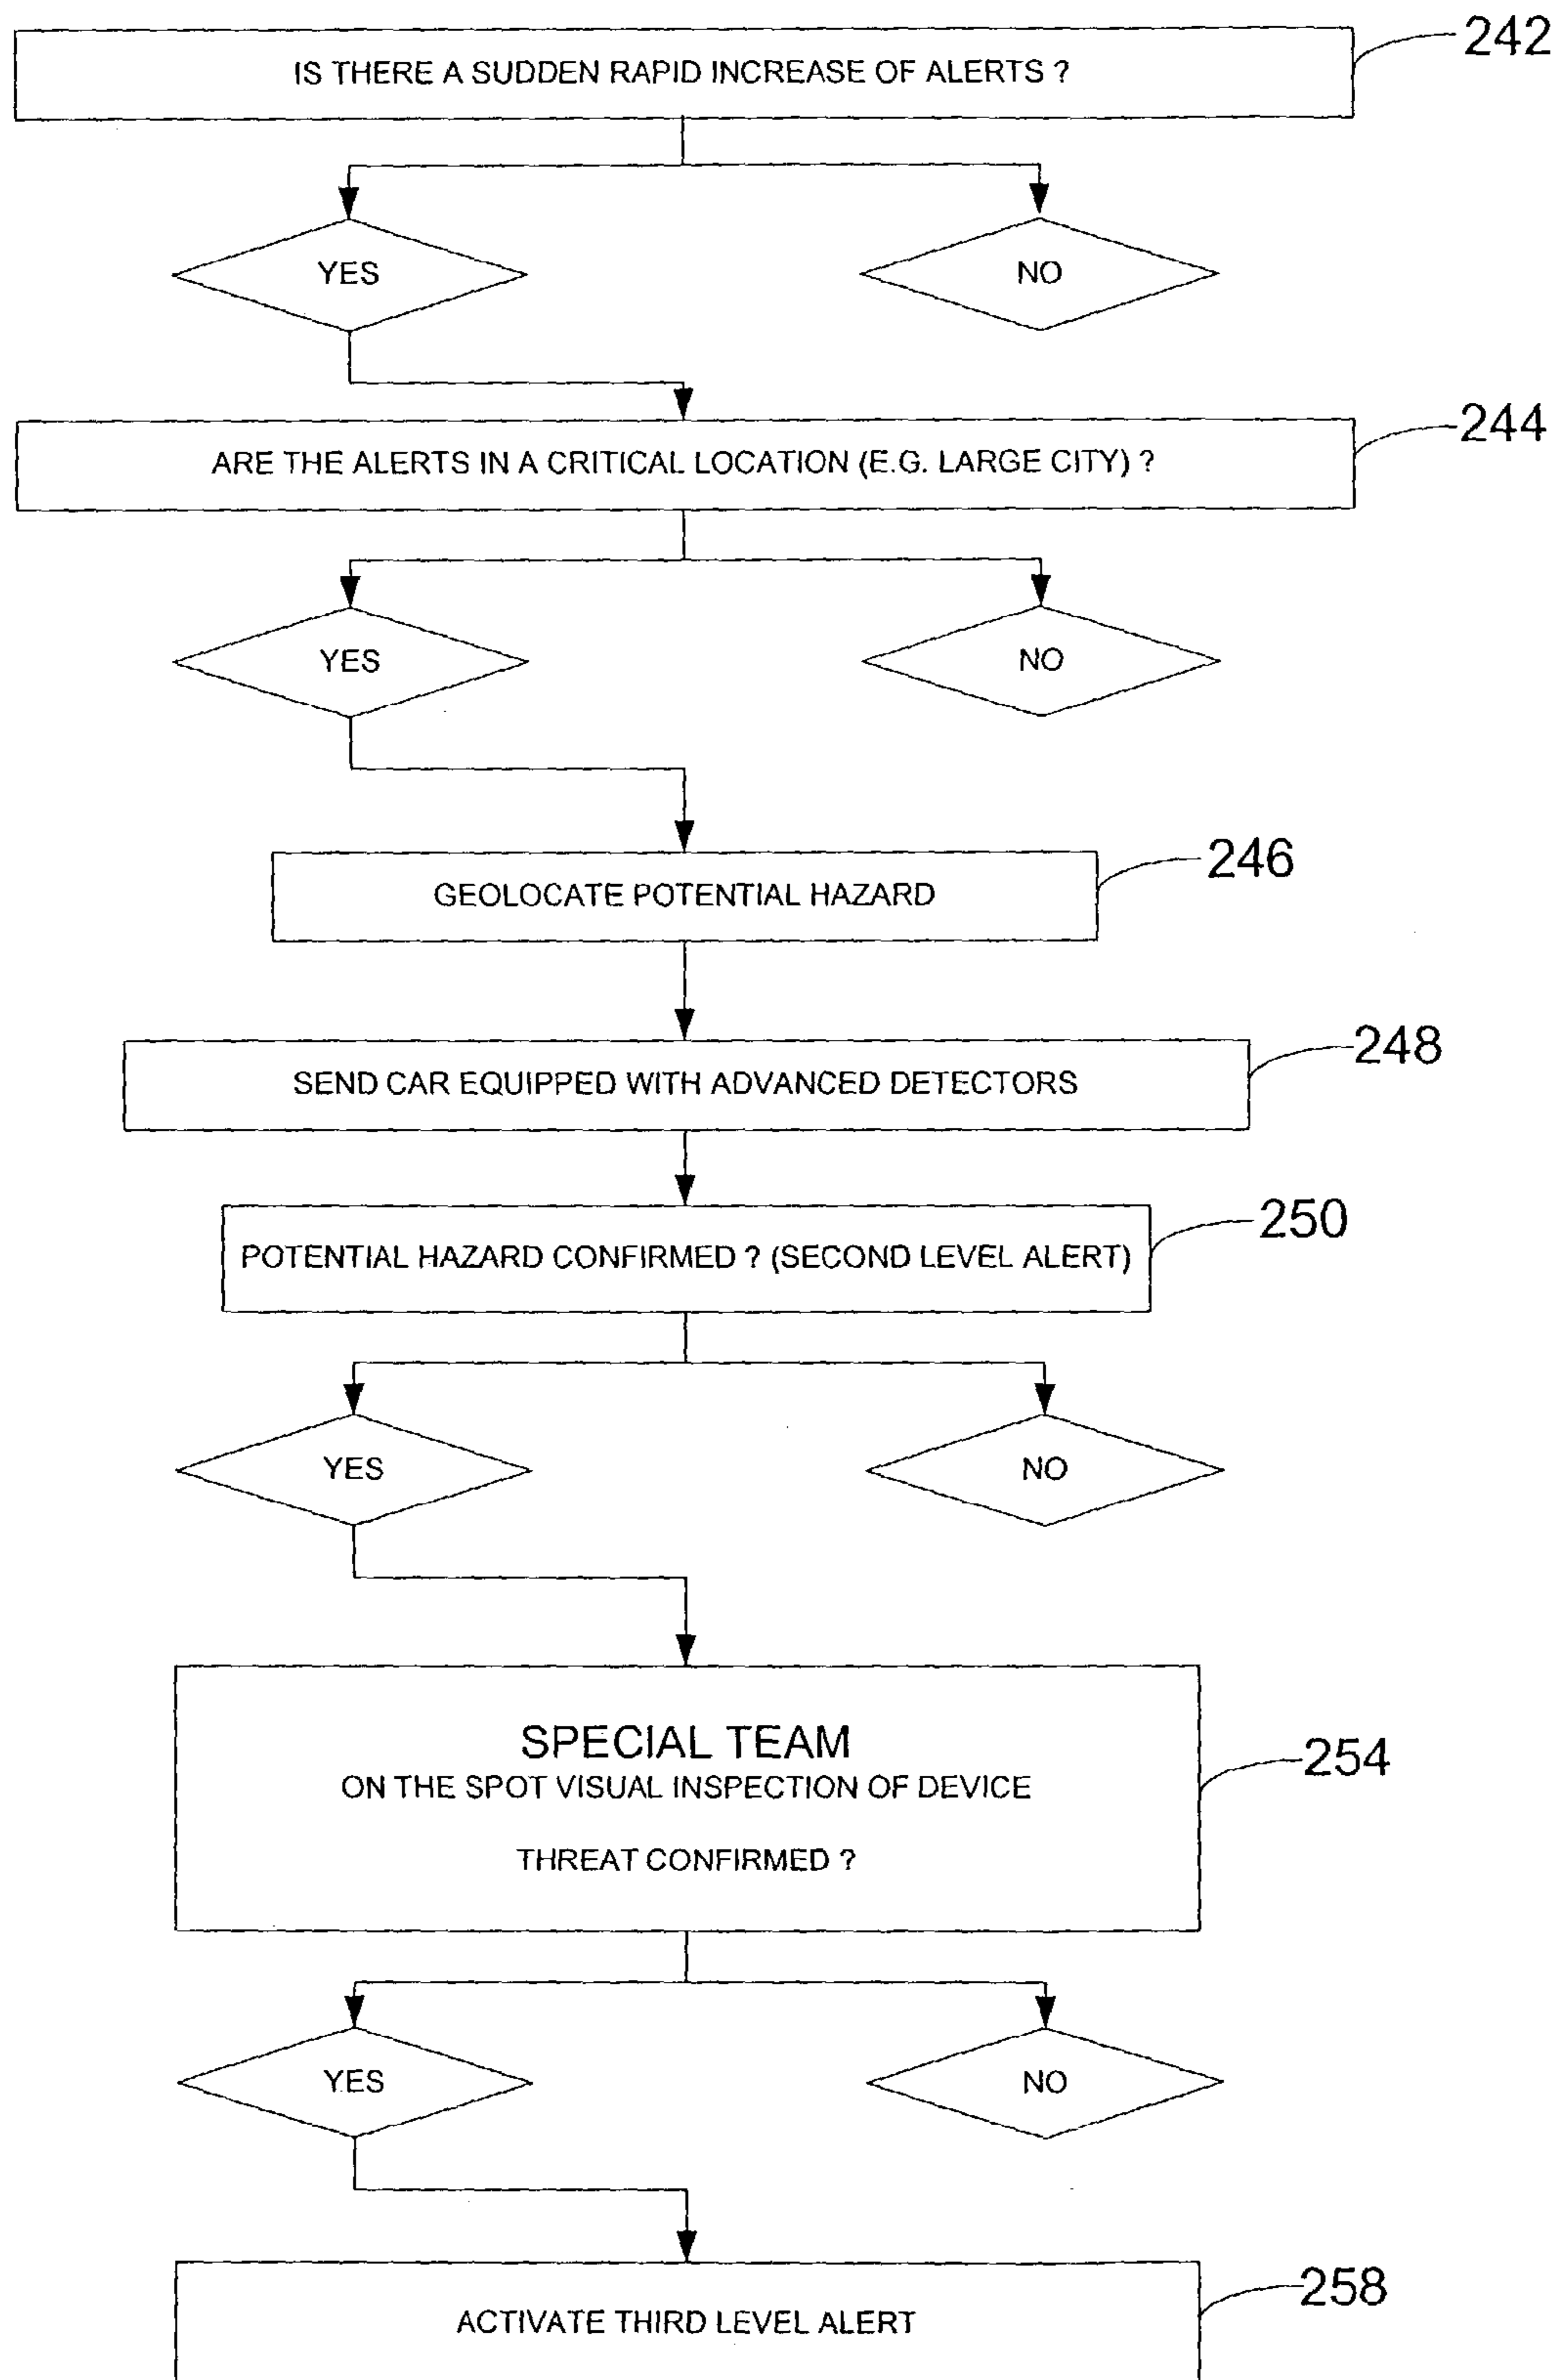 242
IS THERE A SUDDEN RAPID INCREASE OF ALERTS ?
YES
NO
244
ARE THE ALERTS IN A CRITICAL LOCATION (E.G. LARGE CITY) ?
YES
NO
246
GEOLOCATE POTENTIAL HAZARD
248
SEND CAR EQUIPPED WITH ADVANCED DETECTORS
250
POTENTIAL HAZARD CONFIRMED ? (SECOND LEVEL ALERT)
YES
NO
SPECIAL TEAM
254
ON THE SPOT VISUAL INSPECTION OF DEVICE
THREAT CONFIRMED ?
YES
NO
258
ACTIVATE THIRD LEVEL ALERT